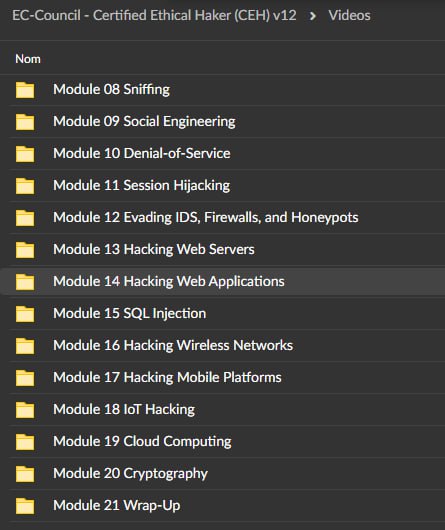 EC-Council - Certified Ethical Haker (CEH) v12 > Videos
Nom
Module 08 Sniffing
Module 09 Social Engineering
Module 10 Denial-of-Service
Module 11 Session Hijacking
Module 12 Evading IDS, Firewalls, and Honeypots
Module 13 Hacking Web Servers
Module 14 Hacking Web Applications
Module 15 SQL Injection
Module 16 Hacking Wireless Networks
Module 17 Hacking Mobile Platforms
Module 18 IoT Hacking
Module 19 Cloud Computing
Module 20 Cryptography
Module 21 Wrap-Up